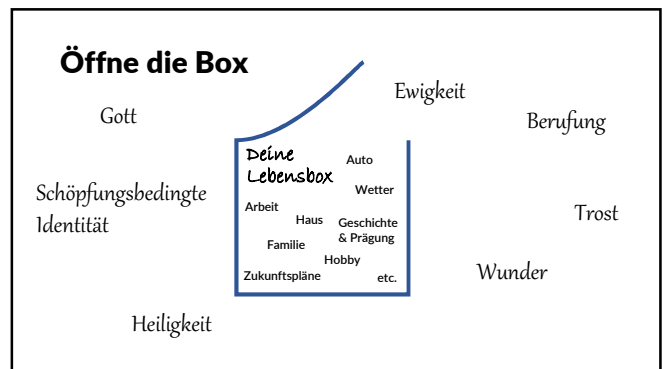 Öffne die Box
Gott
Ewigkeit
Berufung
Schöpfungsbedingte
Identität
Deine
Lebensbox
Auto
Wetter
Arbeit
Haus
Geschichte
& Prägung
Familie
Hobby
Zukunftspläne
etc.
Trost
Wunder
Heiligkeit